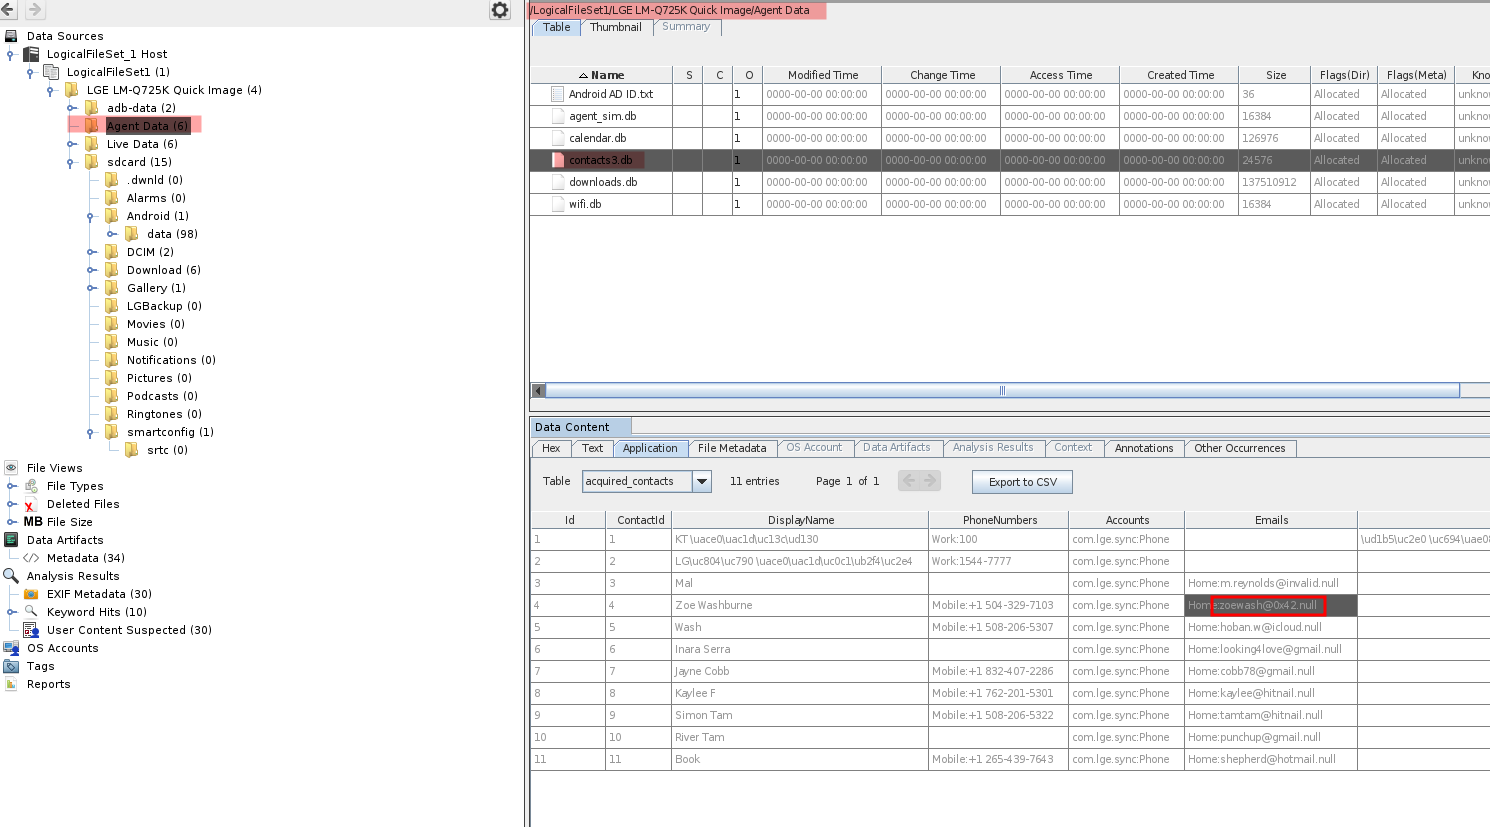 Data Sources
LogicalFileSet_1 Host
LogicalFileSet1 (1)
LGE LM-Q725K Quick Image (4)
adb-data (2)
Agent Data (6)
Live Data (6)
sdcard (15)
.dwnld (0)
Alarms (0)
Android (1)
data (98)
DCIM (2)
Download (6)
Gallery (1)
LGBackup (0)
Movies (0)
Music (0)
Notifications (0)
Pictures (0)
Podcasts (0)
Ringtones (0)
smartconfig (1)
srtc (0)
File Views
File Types
Deleted Files
MB File Size
Data Artifacts
Metadata (34)
Analysis Results
EXIF Metadata (30)
Keyword Hits (10)
User Content Suspected (30)
OS Accounts
Tags
Reports
/LogicalFileSet1/LGE LM-Q725K Quick Image/Agent Data
Table Thumbnail Summary
Name S C O Modified Time Change Time Access Time Created Time Size Flags(Dir) Flags(Meta) Kno
Android AD ID.txt 1 0000-00-00 00:00:00 0000-00-00 00:00:00 0000-00-00 00:00:00 0000-00-00 00:00:00 36 Allocated Allocated unkno
agent_sim.db 1 0000-00-00 00:00:00 0000-00-00 00:00:00 0000-00-00 00:00:00 0000-00-00 00:00:00 16384 Allocated Allocated unkno
calendar.db 1 0000-00-00 00:00:00 0000-00-00 00:00:00 0000-00-00 00:00:00 0000-00-00 00:00:00 126976 Allocated Allocated unkno
contacts3.db 1 0000-00-00 00:00:00 0000-00-00 00:00:00 0000-00-00 00:00:00 0000-00-00 00:00:00 24576 Allocated Allocated unkno
downloads.db 1 0000-00-00 00:00:00 0000-00-00 00:00:00 0000-00-00 00:00:00 0000-00-00 00:00:00 137510912 Allocated Allocated unkno
wifi.db 1 0000-00-00 00:00:00 0000-00-00 00:00:00 0000-00-00 00:00:00 0000-00-00 00:00:00 16384 Allocated Allocated unkno
Data Content
Hex Text Application File Metadata OS Account Data Artifacts Analysis Results Context Annotations Other Occurrences
Table acquired_contacts 11 entries Page 1 of 1 Export to CSV
Id ContactId DisplayName PhoneNumbers Accounts Emails
1 1 KT \uace0\uac1d\uc13c\ud130 Work:100 com.lge.sync:Phone \ud1b5\uc2e0 \uc694\uae08
2 2 LG\uc804\uc790 \uace0\uac1d\uc0c1\ub2f4\uc2e4 Work:1544-7777 com.lge.sync:Phone
3 3 Mal com.lge.sync:Phone Home:m.reynolds@invalid.null
4 4 Zoe Washburne Mobile:+1 504-329-7103 com.lge.sync:Phone Home:zoewash@0x42.null
5 5 Wash Mobile:+1 508-206-5307 com.lge.sync:Phone Home:hoban.w@icloud.null
6 6 Inara Serra com.lge.sync:Phone Home:looking4love@gmail.null
7 7 Jayne Cobb Mobile:+1 832-407-2286 com.lge.sync:Phone Home:cobb78@gmail.null
8 8 Kaylee F Mobile:+1 762-201-5301 com.lge.sync:Phone Home:kaylee@hitnail.null
9 9 Simon Tam Mobile:+1 508-206-5322 com.lge.sync:Phone Home:tamtam@hitnail.null
10 10 River Tam com.lge.sync:Phone Home:punchup@gmail.null
11 11 Book Mobile:+1 265-439-7643 com.lge.sync:Phone Home:shepherd@hotmail.null